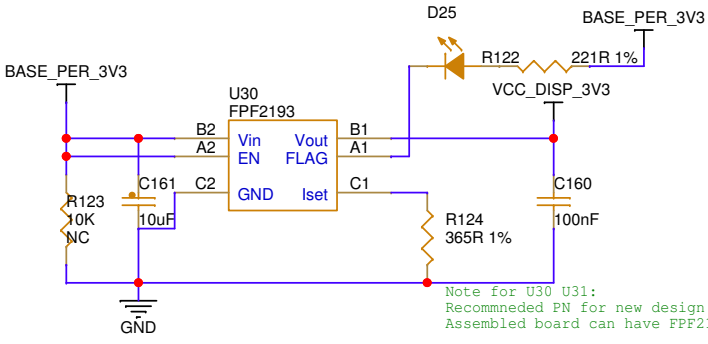 D25
BASE_PER_3V3
R122
221R 1%
BASE_PER_3V3
VCC_DISP_3V3
U30
FPF2193
B2
Vin
Vout
B1
A2
EN
FLAG
A1
C2
GND
Iset
C1
R123
10K
NC
C161
10uF
R124
365R 1%
C160
100nF
GND
Note for U30 U31:
Recommneded PN for new design
Assembled board can have